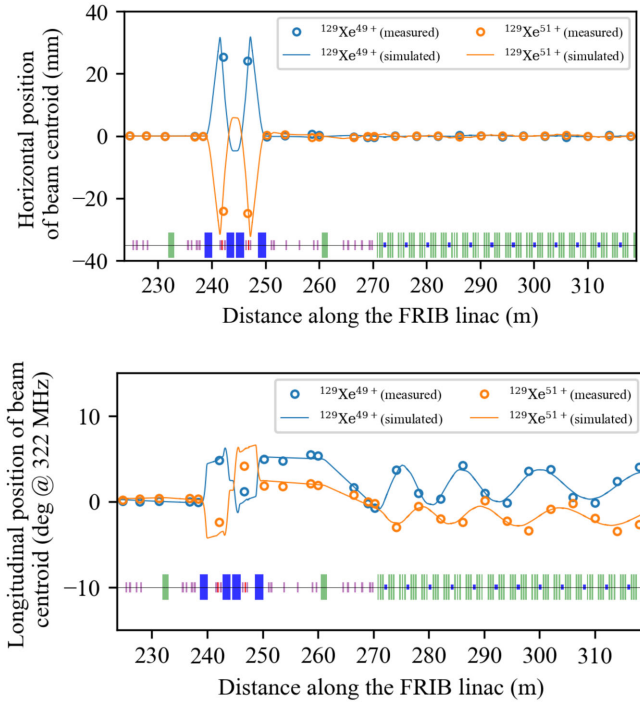 Horizontal position
of beam centroid (mm)
40
20
0
−20
−40
¹²⁹Xe⁴⁹⁺(measured)
¹²⁹Xe⁵¹⁺(measured)
¹²⁹Xe⁴⁹⁺(simulated)
¹²⁹Xe⁵¹⁺(simulated)
230 240 250 260 270 280 290 300 310
Distance along the FRIB linac (m)
Longitudinal position of beam
centroid (deg @ 322 MHz)
10
0
−10
¹²⁹Xe⁴⁹⁺(measured)
¹²⁹Xe⁵¹⁺(measured)
¹²⁹Xe⁴⁹⁺(simulated)
¹²⁹Xe⁵¹⁺(simulated)
230 240 250 260 270 280 290 300 310
Distance along the FRIB linac (m)